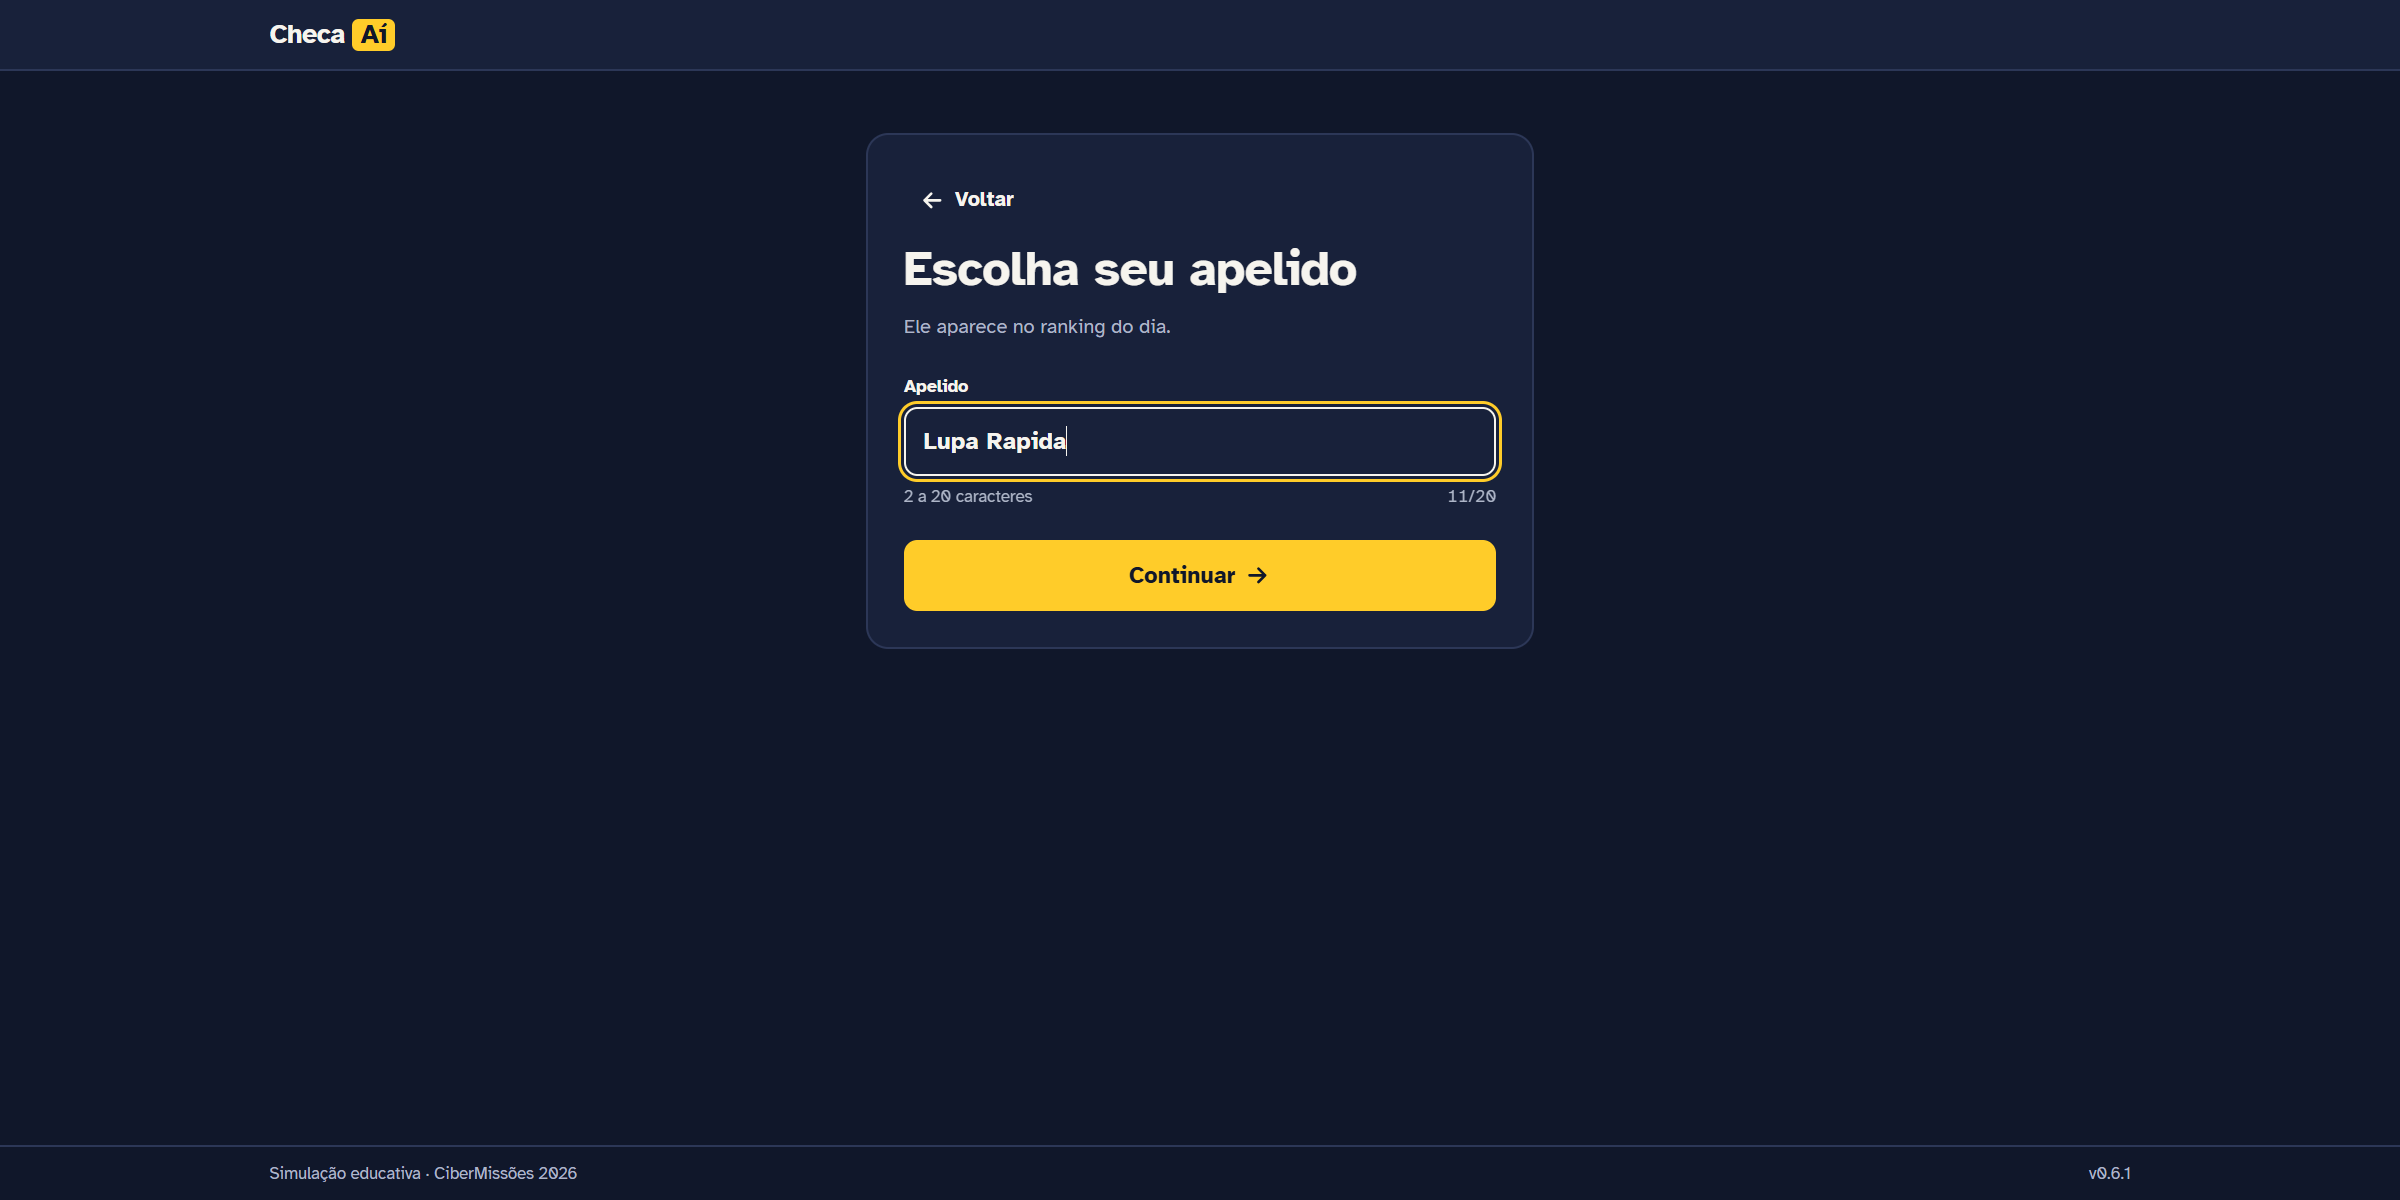 Checa Aí
← Voltar
Escolha seu apelido
Ele aparece no ranking do dia.
Apelido
Lupa Rapida
2 a 20 caracteres 11/20
Continuar →
Simulação educativa · CiberMissões 2026 v0.6.1